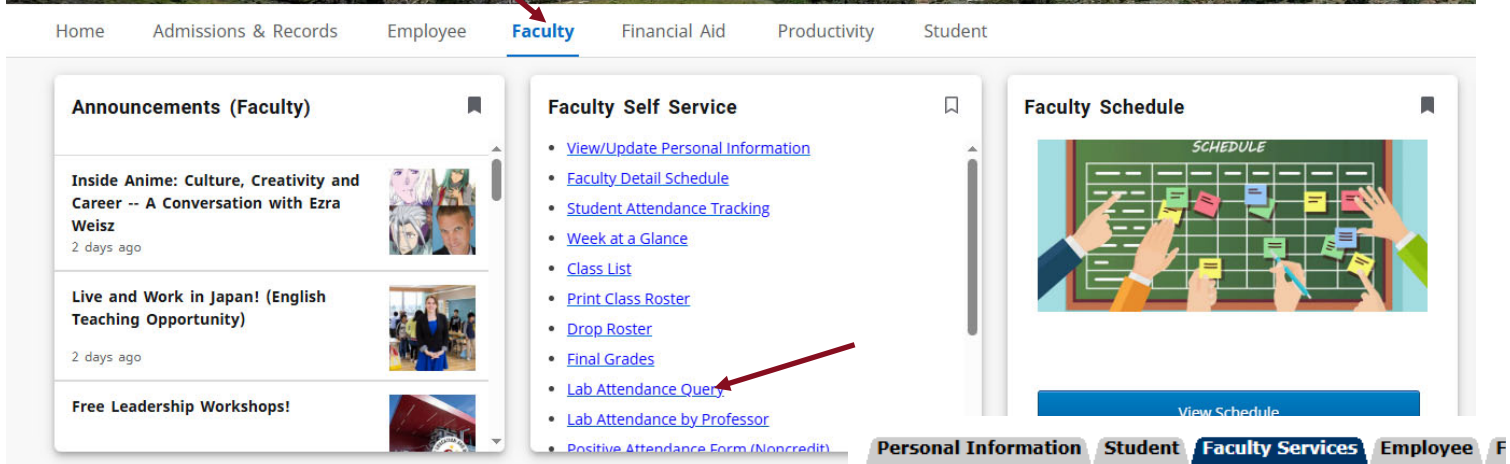 Home Admissions & Records Employee Faculty Financial Aid Productivity Student
Announcements (Faculty)
Inside Anime: Culture, Creativity and
Career -- A Conversation with Ezra
Weisz
2 days ago
Live and Work in Japan! (English
Teaching Opportunity)
2 days ago
Free Leadership Workshops!
Faculty Self Service
View/Update Personal Information
Faculty Detail Schedule
Student Attendance Tracking
Week at a Glance
Class List
Print Class Roster
Drop Roster
Final Grades
Lab Attendance Query
Lab Attendance by Professor
Positive Attendance Form (Noncredit)
Faculty Schedule
SCHEDULE
View Schedule
Personal Information Student Faculty Services Employee F